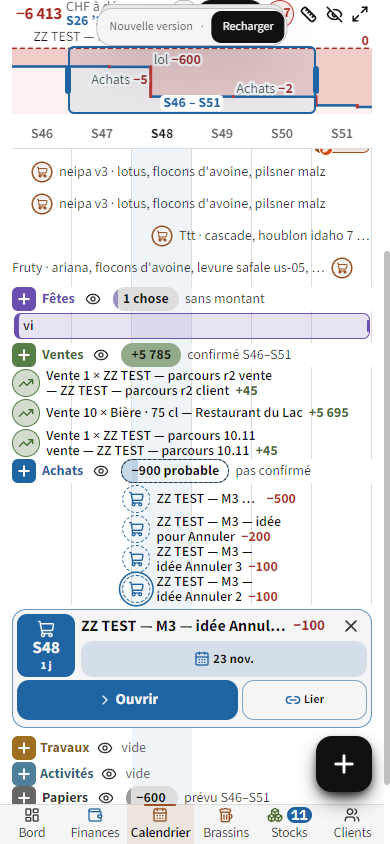 −6 413
CHF à d
S26
ZZ TEST —
Nouvelle version ·
Recharger
7
0
lol −600
Achats −5
Achats −2
S46 – S51
S46 S47 S48 S49 S50 S51
neipa v3 · lotus, flocons d'avoine, pilsner malz
neipa v3 · lotus, flocons d'avoine, pilsner malz
Ttt · cascade, houblon idaho 7 …
Fruty · ariana, flocons d'avoine, levure safale us-05, …
Fêtes 1 chose sans montant
vi
Ventes +5 785 confirmé S46–S51
Vente 1 × ZZ TEST — parcours r2 vente
— ZZ TEST — parcours r2 client +45
Vente 10 × Bière · 75 cl — Restaurant du Lac +5 695
Vente 1 × ZZ TEST — parcours 10.11
vente — ZZ TEST — parcours 10.11 +45
Achats −900 probable pas confirmé
ZZ TEST — M3 … −500
ZZ TEST — M3 — idée
pour Annuler −200
ZZ TEST — M3 —
idée Annuler 3 −100
ZZ TEST — M3 —
idée Annuler 2 −100
S48
1 j
ZZ TEST — M3 — idée Annul… −100
23 nov.
Ouvrir
Lier
Travaux vide
Activités vide
Papiers −600 prévu S46–S51
11
Bord Finances Calendrier Brassins Stocks Clients